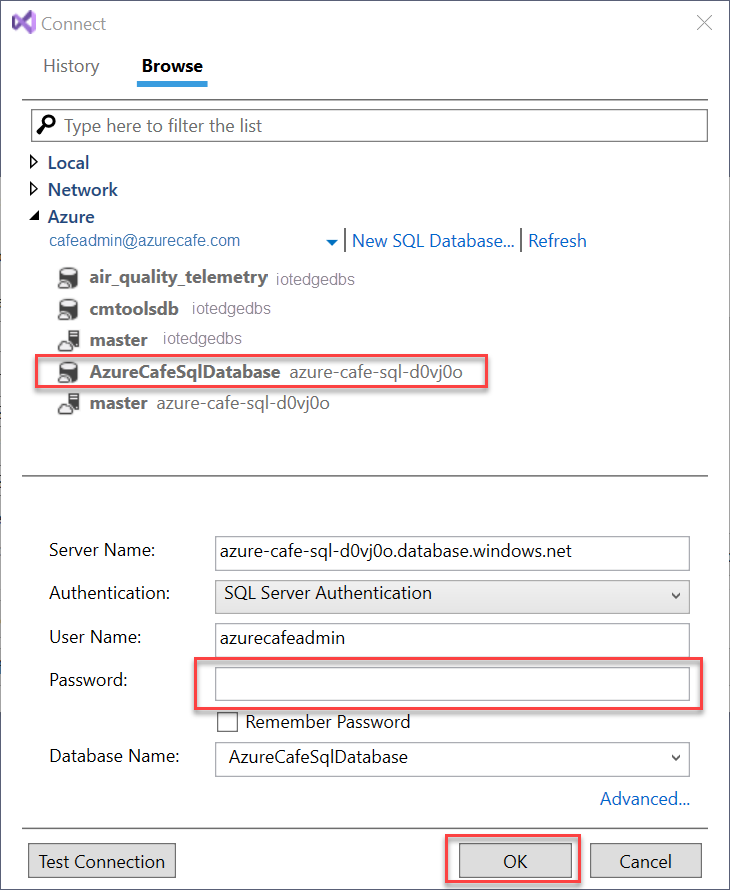 Connect
History Browse
Type here to filter the list
Local
Network
Azure
cafeadmin@azurecafe.com New SQL Database... Refresh
air_quality_telemetry iotedgedbs
cmtoolsdb iotedgedbs
master iotedgedbs
AzureCafeSqlDatabase azure-cafe-sql-d0vj0o
master azure-cafe-sql-d0vj0o
Server Name: azure-cafe-sql-d0vj0o.database.windows.net
Authentication: SQL Server Authentication
User Name: azurecafeadmin
Password:
Remember Password
Database Name: AzureCafeSqlDatabase
Advanced...
Test Connection OK Cancel